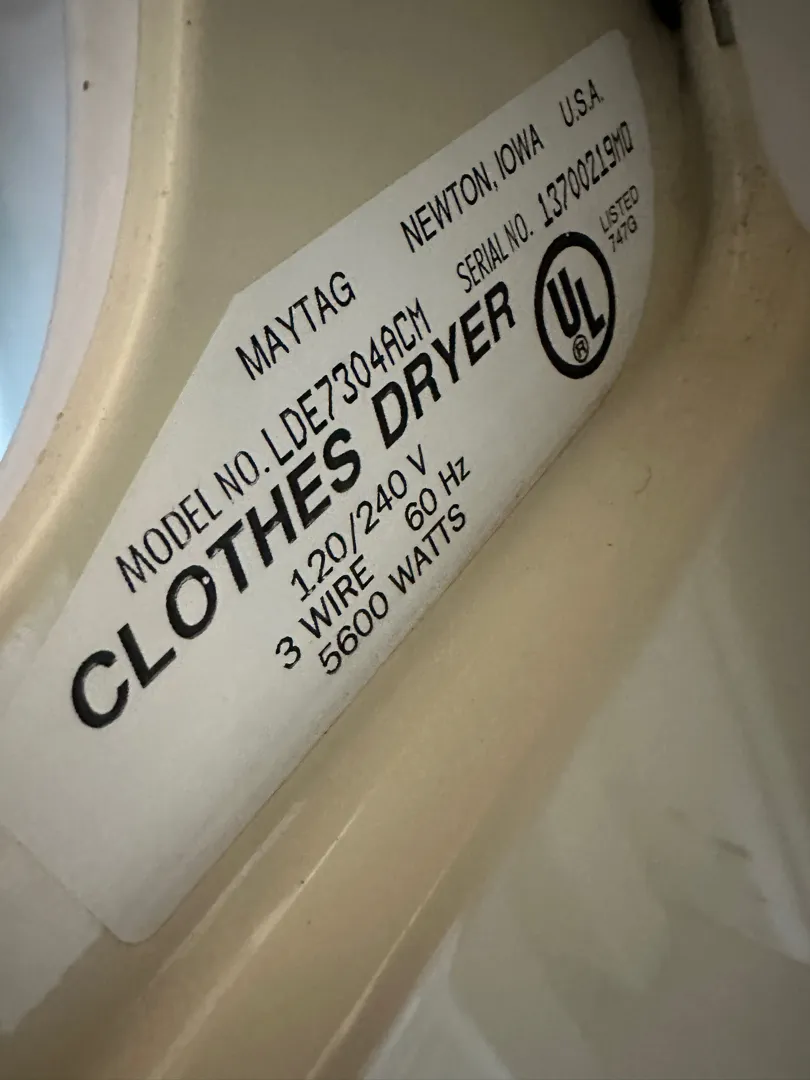 MAYTAG NEWTON, IOWA U.S.A.
MODEL NO. LDE7304ACM SERIAL NO. 13700219MQ
CLOTHES DRYER
120/240 V
3 WIRE 60 Hz
5600 WATTS
UL
®
LISTED
747G